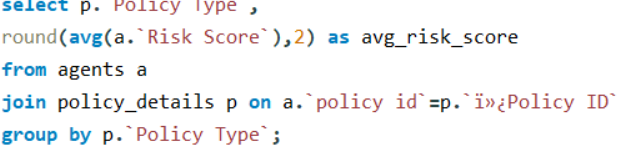 select p.`Policy Type`,
round(avg(a.`Risk Score`),2) as avg_risk_score
from agents a
join policy_details p on a.`policy id`=p.`ï»¿Policy ID`
group by p.`Policy Type`;